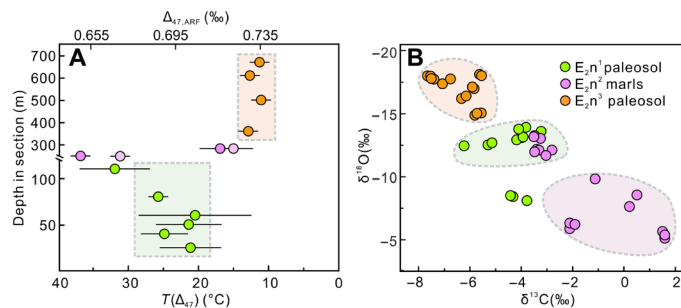 Δ47,ARF (‰)
0.655 0.695 0.735
A
700
600
500
400
300
100
50
Depth in section (m)
40 30 20 10 0
T(Δ47) (°C)
B
E2n1 paleosol
E2n2 marls
E2n3 paleosol
−20
−15
−10
−5
δ18O(‰)
−8 −6 −4 −2 0 2
δ13C(‰)